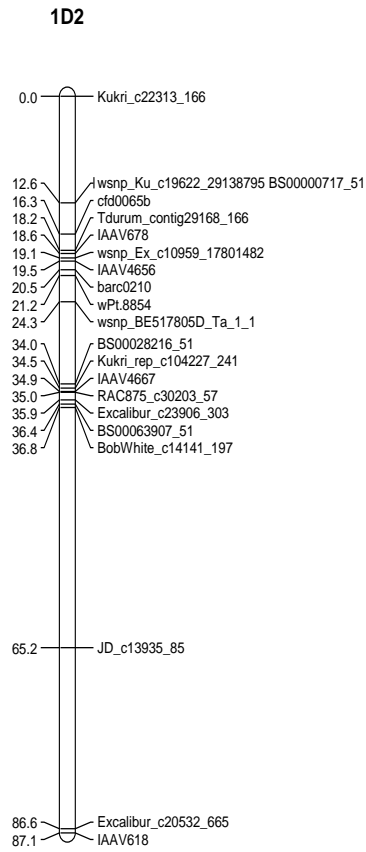 1D2
0.0 Kukri_c22313_166
12.6 wsnp_Ku_c19622_29138795 BS00000717_51
16.3 cfd0065b
18.2 Tdurum_contig29168_166
18.6 IAAV678
19.1 wsnp_Ex_c10959_17801482
19.5 IAAV4656
20.5 barc0210
21.2 wPt.8854
24.3 wsnp_BE517805D_Ta_1_1
34.0 BS00028216_51
34.5 Kukri_rep_c104227_241
34.9 IAAV4667
35.0 RAC875_c30203_57
35.9 Excalibur_c23906_303
36.4 BS00063907_51
36.8 BobWhite_c14141_197
65.2 JD_c13935_85
86.6 Excalibur_c20532_665
87.1 IAAV618